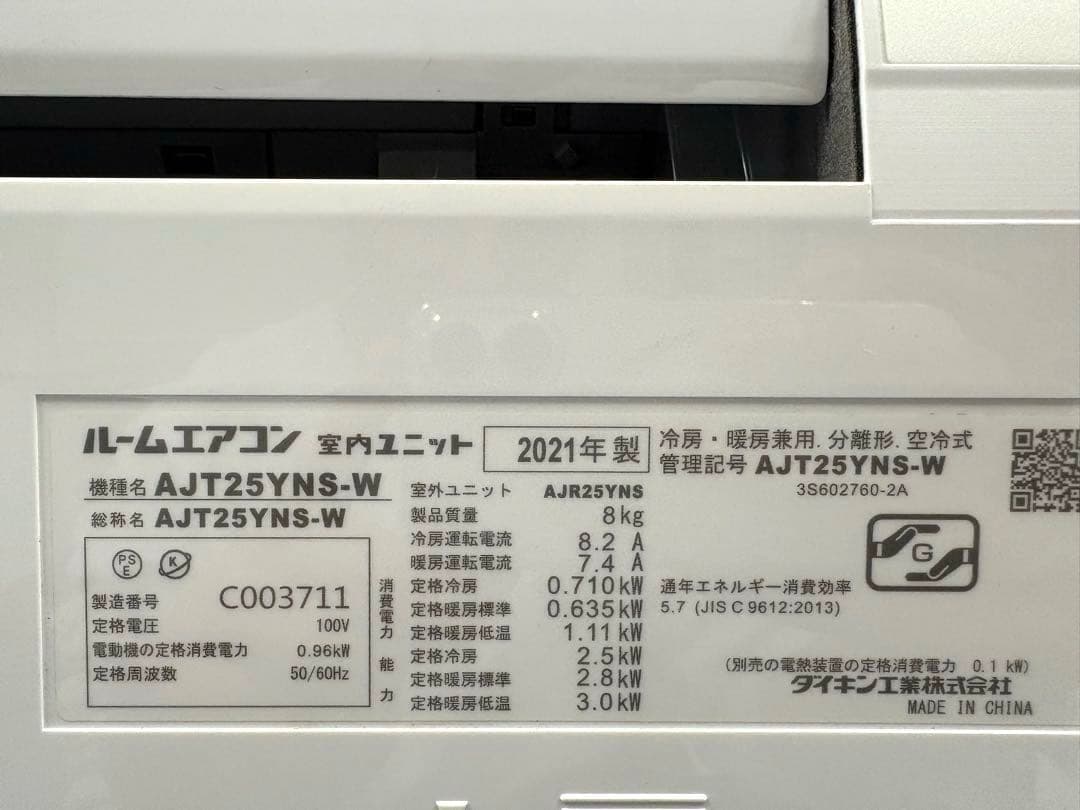 ルームエアコン 室内ユニット
2021年 製
機種名 AJT25YNS-W
総称名 AJT25YNS-W
PS
E
K
製造番号 C003711
定格電圧 100V
電動機の定格消費電力 0.96kW
定格周波数 50/60Hz
室外ユニット AJR25YNS
製品質量 8kg
冷房運転電流 8.2 A
暖房運転電流 7.4 A
消費電力
定格冷房 0.710kW
定格暖房標準 0.635kW
定格暖房低温 1.11kW
能力
定格冷房 2.5kW
定格暖房標準 2.8kW
定格暖房低温 3.0kW
冷房・暖房兼用.分離形.空冷式
管理記号 AJT25YNS-W
3S602760-2A
G
通年エネルギー消費効率
5.7 (JIS C 9612:2013)
(別売の電熱装置の定格消費電力 0.1 kW)
ダイキン工業株式会社
MADE IN CHINA